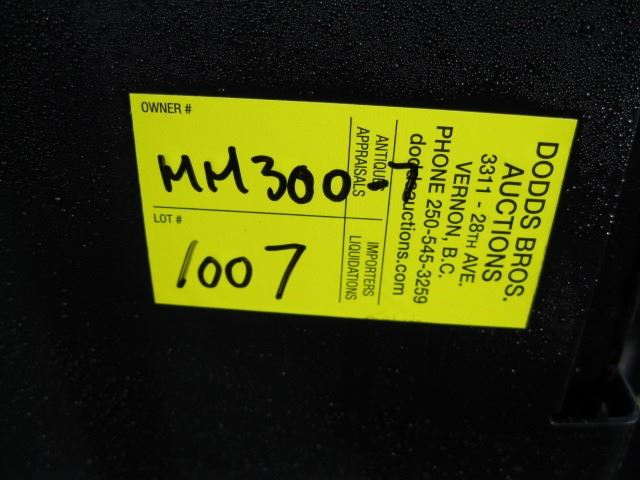 OWNER #
MM300-7
LOT #
1007
ANTIQUES
APPRAISALS
IMPORTERS
LIQUIDATIONS
DODDS BROS.
AUCTIONS
3311 - 28TH AVE.
VERNON, B.C.
PHONE 250-545-3259
doddsauctions.com